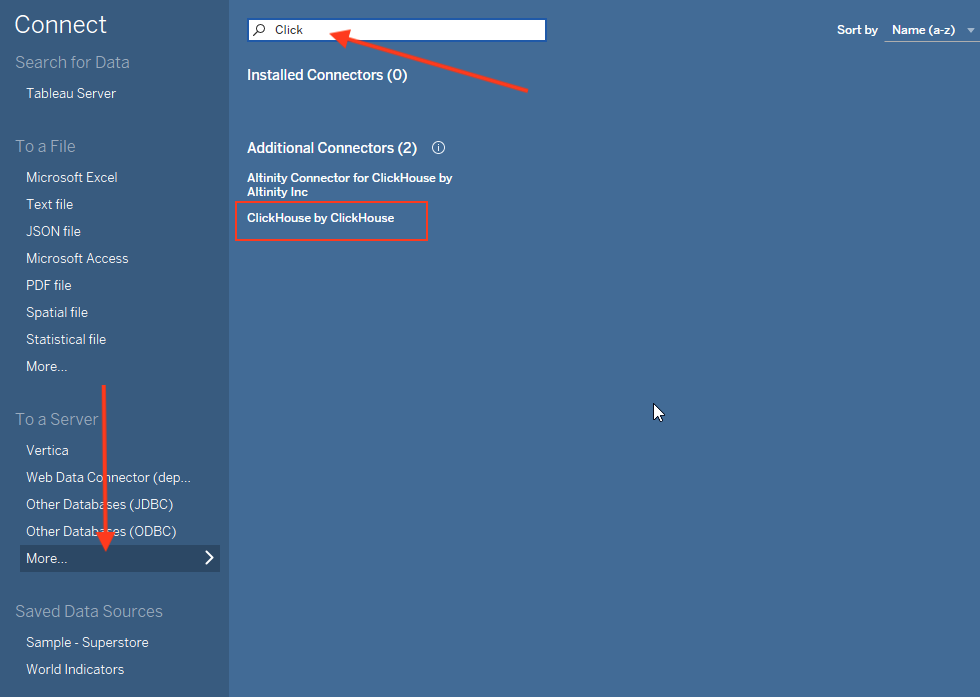 Connect
Search for Data
Tableau Server
To a File
Microsoft Excel
Text file
JSON file
Microsoft Access
PDF file
Spatial file
Statistical file
More...
To a Server
Vertica
Web Data Connector (dep...
Other Databases (JDBC)
Other Databases (ODBC)
More...
Saved Data Sources
Sample - Superstore
World Indicators
Click
Sort by Name (a-z)
Installed Connectors (0)
Additional Connectors (2)
Altinity Connector for ClickHouse by
Altinity Inc
ClickHouse by ClickHouse